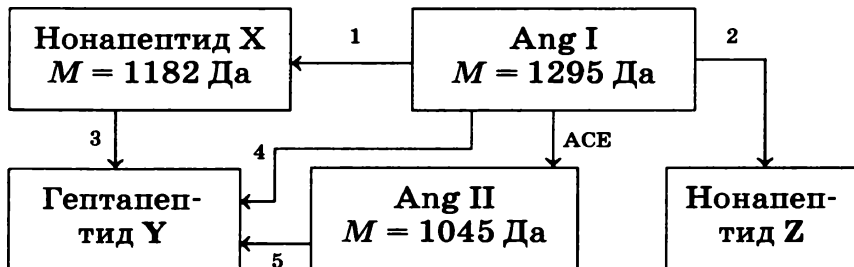 Нонапептид X
M = 1182 Да
1
Ang I
M = 1295 Да
2
3
4
ACE
Гептапеп-
тид Y
5
Ang II
M = 1045 Да
Нонапеп-
тид Z